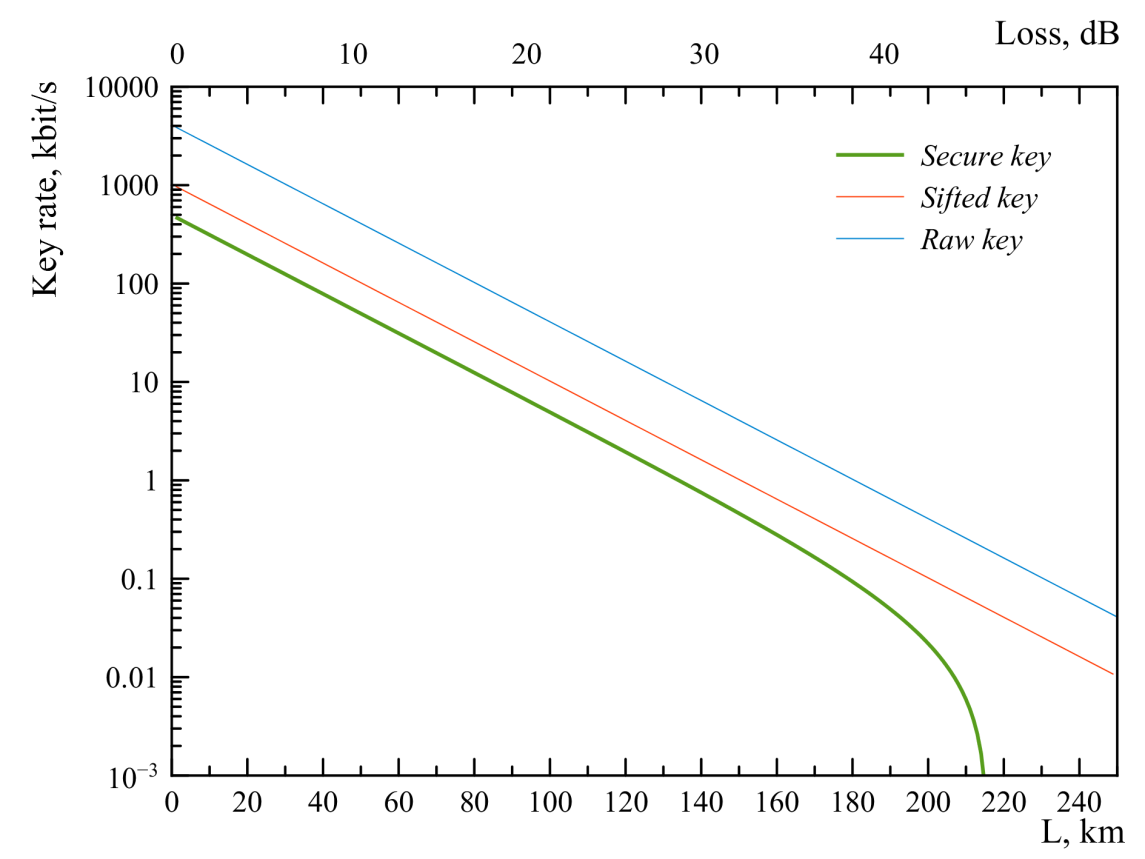 Loss, dB
0 10 20 30 40
Key rate, kbit/s
10000
1000
100
10
1
0.1
0.01
10⁻³
Secure key
Sifted key
Raw key
0 20 40 60 80 100 120 140 160 180 200 220 240
L, km